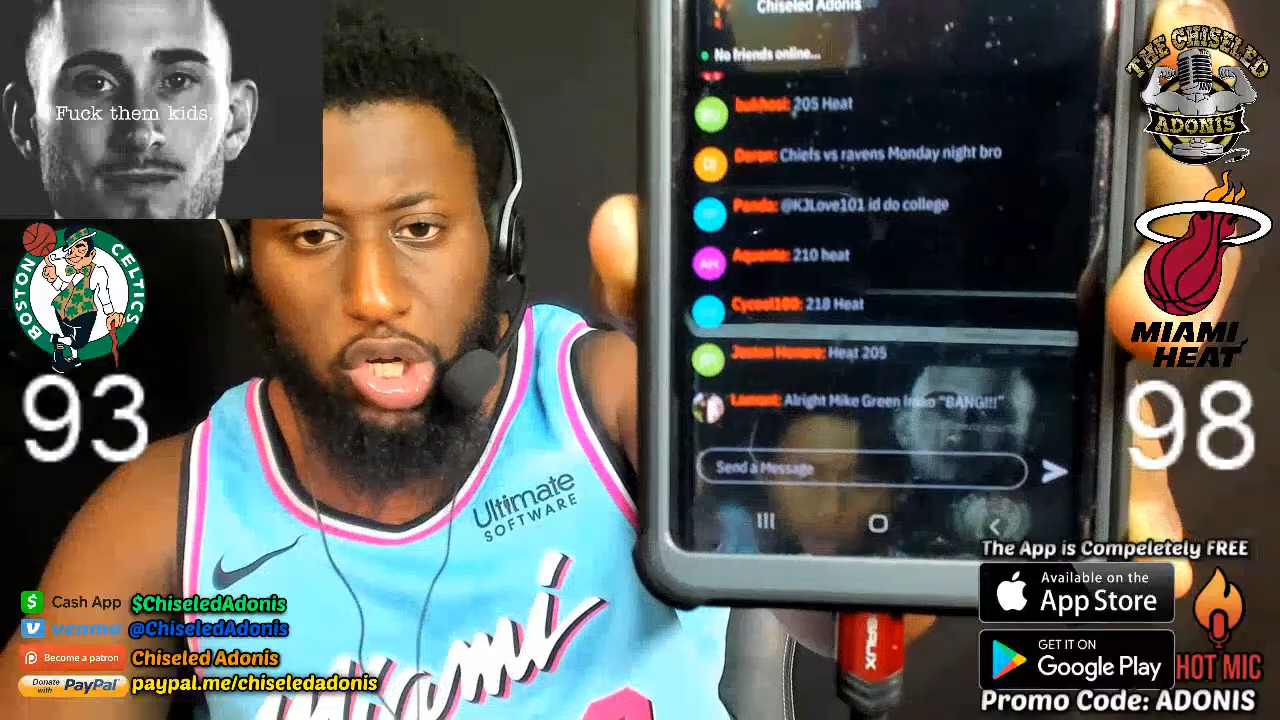 Fuck them kids.
BOSTON CELTICS
93
Chiseled Adonis
No friends online...
205 Heat
Deron: Chiefs vs ravens Monday night bro
Panda: @KJLove101 id do college
210 heat
218 Heat
Heat 205
Lamont: Alright Mike Green lmao "BANG!!!"
Send a Message
THE CHISELED
ADONIS
MIAMI
HEAT
98
Ultimate
SOFTWARE
Miami
Cash App $ChiseledAdonis
venmo @ChiseledAdonis
Become a patron Chiseled Adonis
Donate with PayPal paypal.me/chiseledadonis
The App is Compeletely FREE
Available on the
App Store
GET IT ON
Google Play
HOT MIC
Promo Code: ADONIS